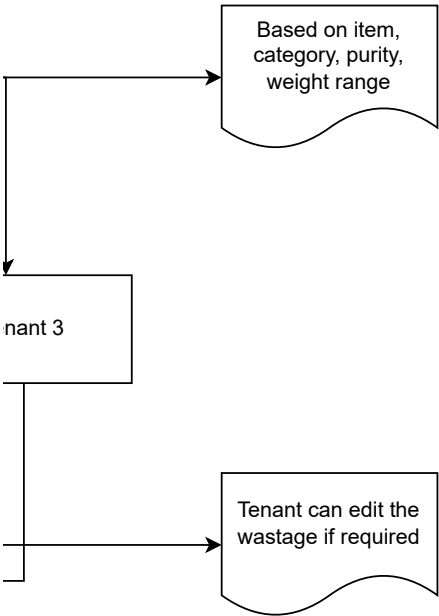 Based on item,
category, purity,
weight range
nant 3
Tenant can edit the
wastage if required